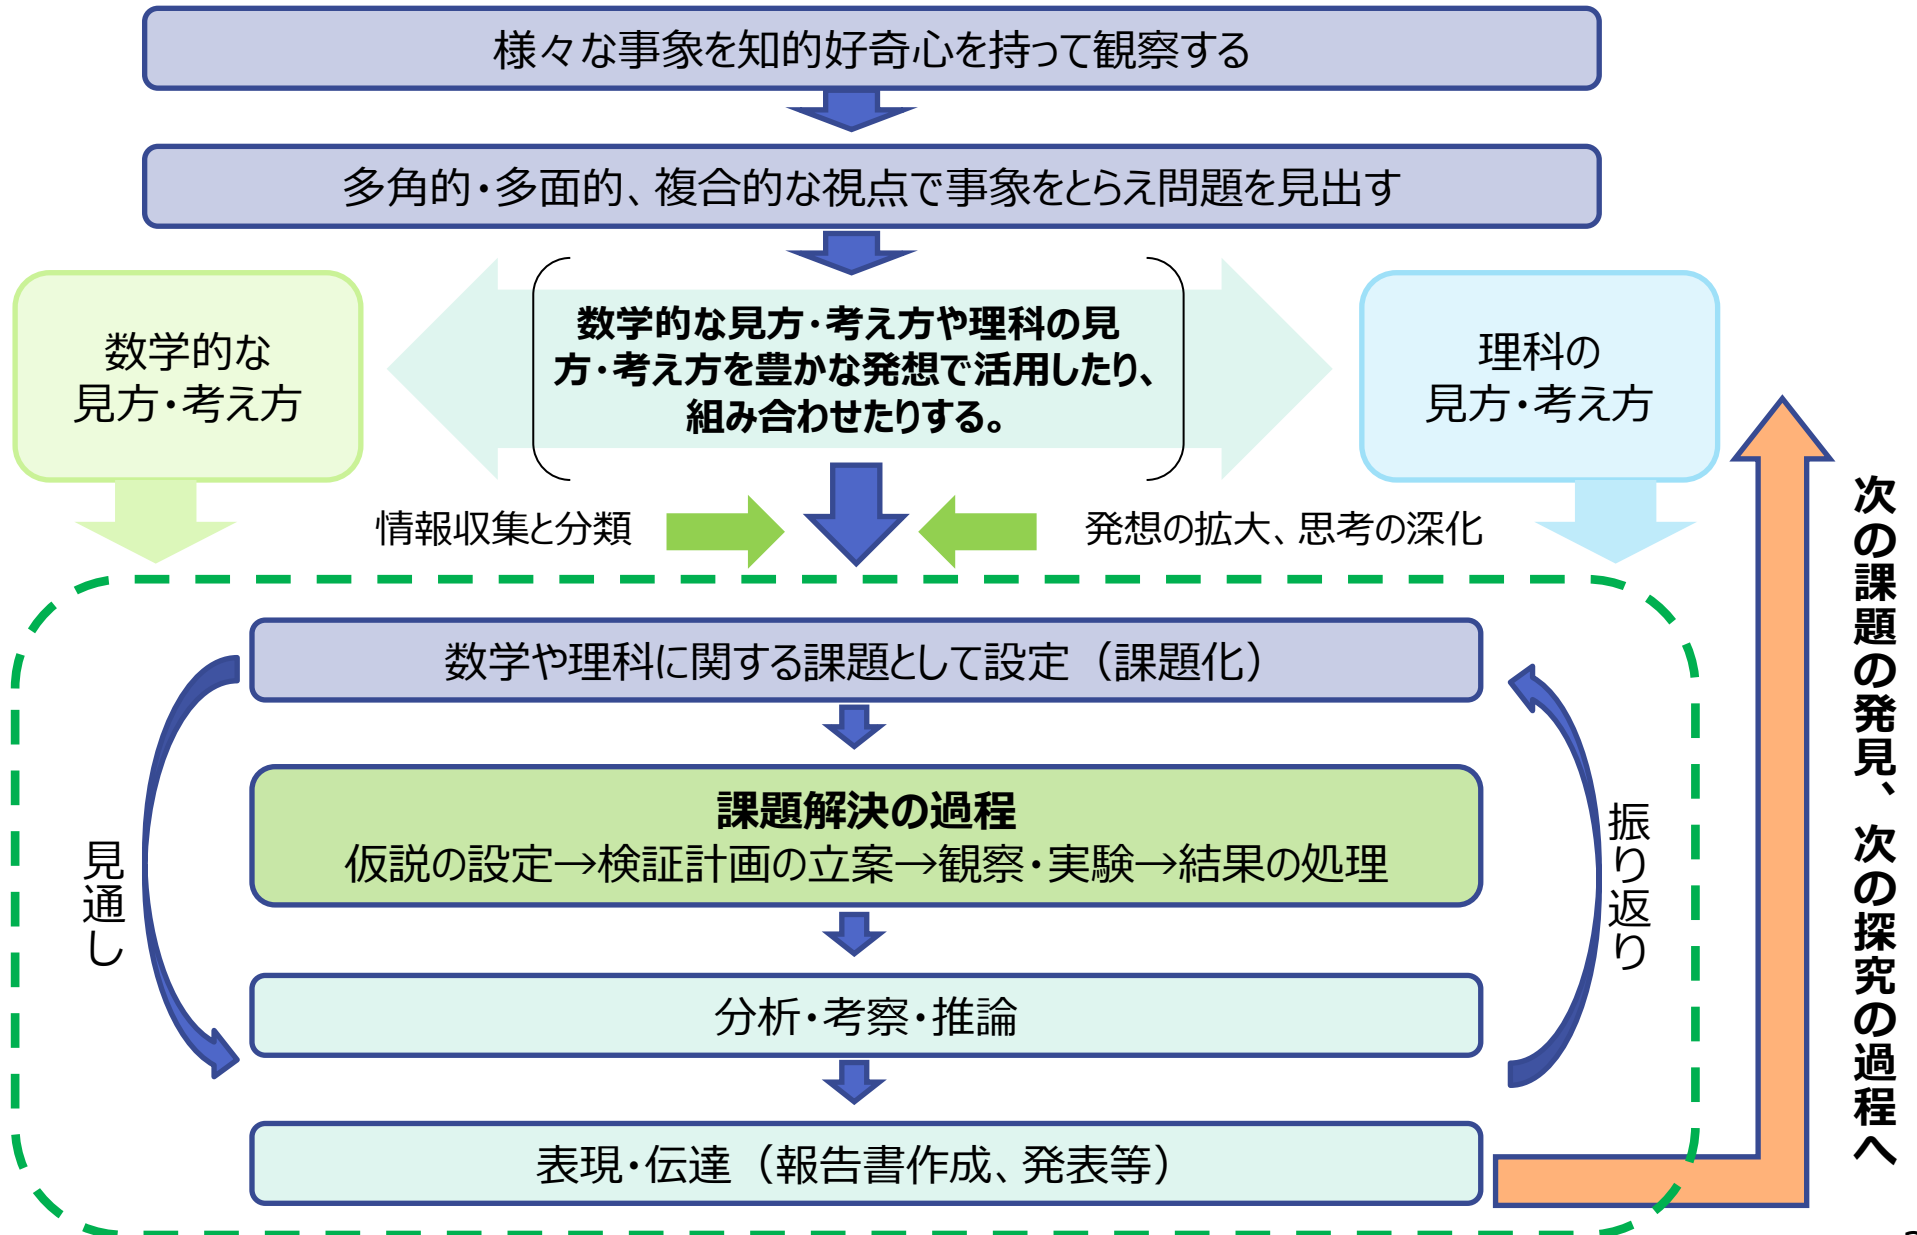 様々な事象を知的好奇心を持って観察する
多角的・多面的、複合的な視点で事象をとらえ問題を見出す
数学的な
見方・考え方
数学的な見方・考え方や理科の見
方・考え方を豊かな発想で活用したり、
組み合わせたりする。
理科の
見方・考え方
情報収集と分類
発想の拡大、思考の深化
数学や理科に関する課題として設定（課題化）
課題解決の過程
仮説の設定→検証計画の立案→観察・実験→結果の処理
分析・考察・推論
表現・伝達（報告書作成、発表等）
見通し
振り返り
次の課題の発見、次の探究の過程へ